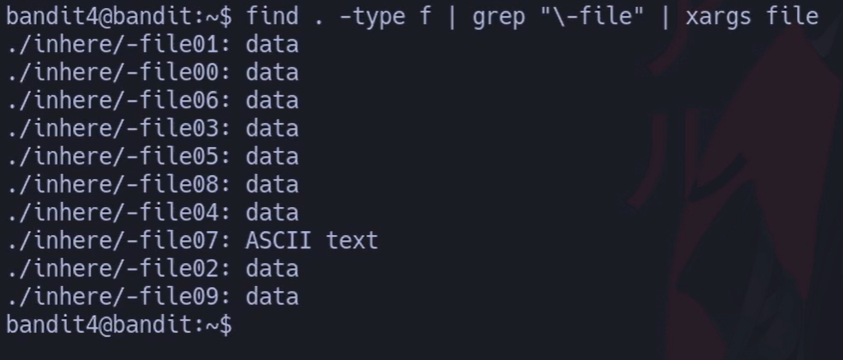 bandit4@bandit:~$ find . -type f | grep "\-file" | xargs file
./inhere/-file01: data
./inhere/-file00: data
./inhere/-file06: data
./inhere/-file03: data
./inhere/-file05: data
./inhere/-file08: data
./inhere/-file04: data
./inhere/-file07: ASCII text
./inhere/-file02: data
./inhere/-file09: data
bandit4@bandit:~$